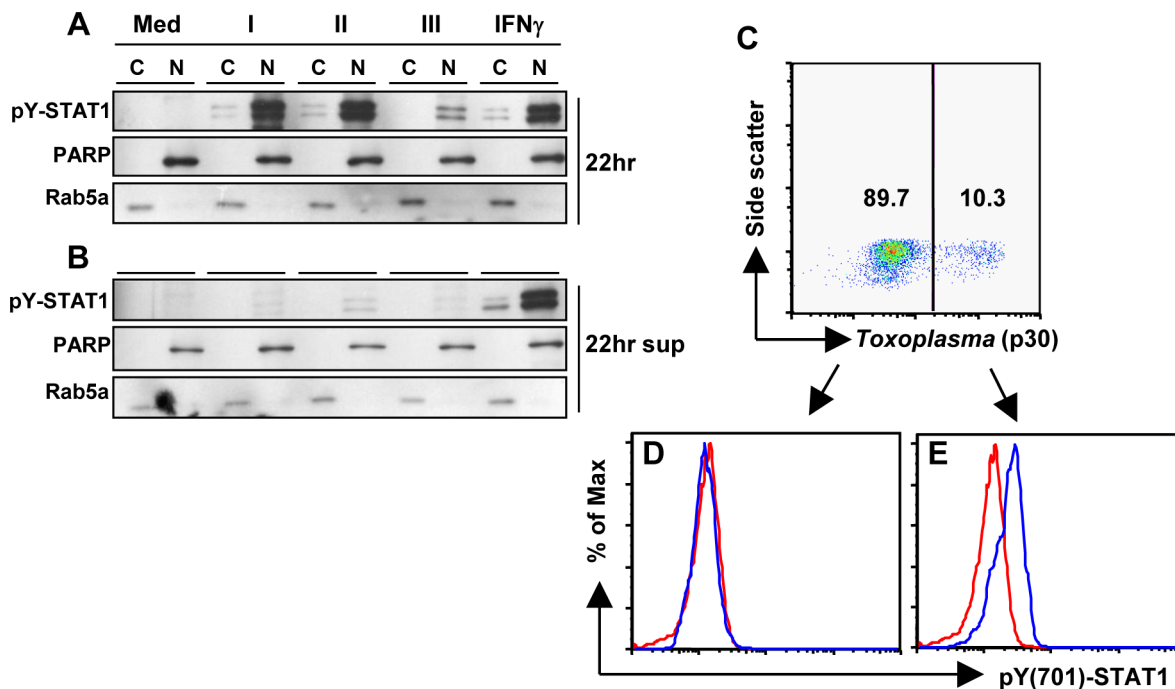 A
Med I II III IFNγ
C N C N C N C N C N
pY-STAT1
PARP
Rab5a
22hr
B
pY-STAT1
PARP
Rab5a
22hr sup
C
Side scatter
89.7 10.3
Toxoplasma (p30)
D
E
% of Max
pY(701)-STAT1